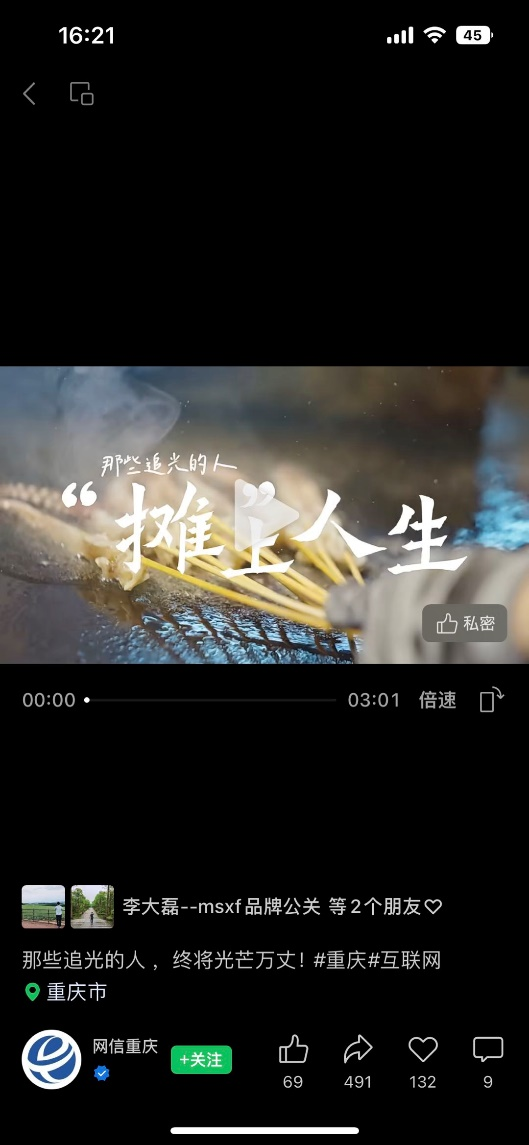 16:21
45
那些追光的人
“摊上”人生
私密
00:00
03:01
倍速
李大磊--msxf品牌公关 等2个朋友♡
那些追光的人，终将光芒万丈！#重庆#互联网
重庆市
网信重庆
+关注
69
491
132
9